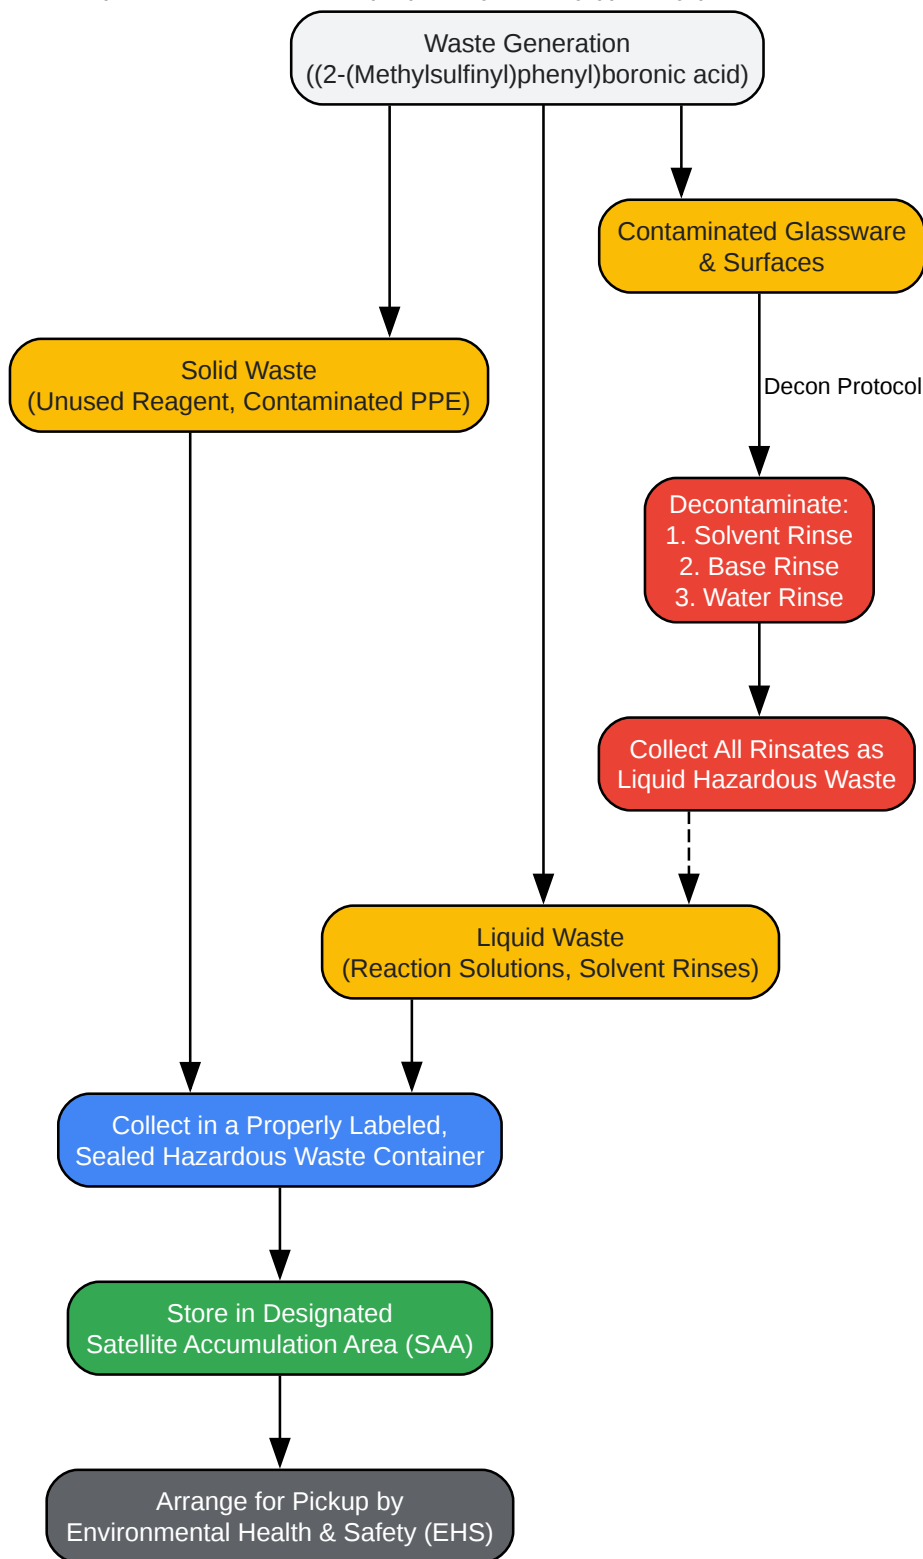 Waste Generation
((2-(Methylsulfinyl)phenyl)boronic acid)
Contaminated Glassware
& Surfaces
Solid Waste
(Unused Reagent, Contaminated PPE)
Decon Protocol
Decontaminate:
1. Solvent Rinse
2. Base Rinse
3. Water Rinse
Collect All Rinsates as
Liquid Hazardous Waste
Liquid Waste
(Reaction Solutions, Solvent Rinses)
Collect in a Properly Labeled,
Sealed Hazardous Waste Container
Store in Designated
Satellite Accumulation Area (SAA)
Arrange for Pickup by
Environmental Health & Safety (EHS)